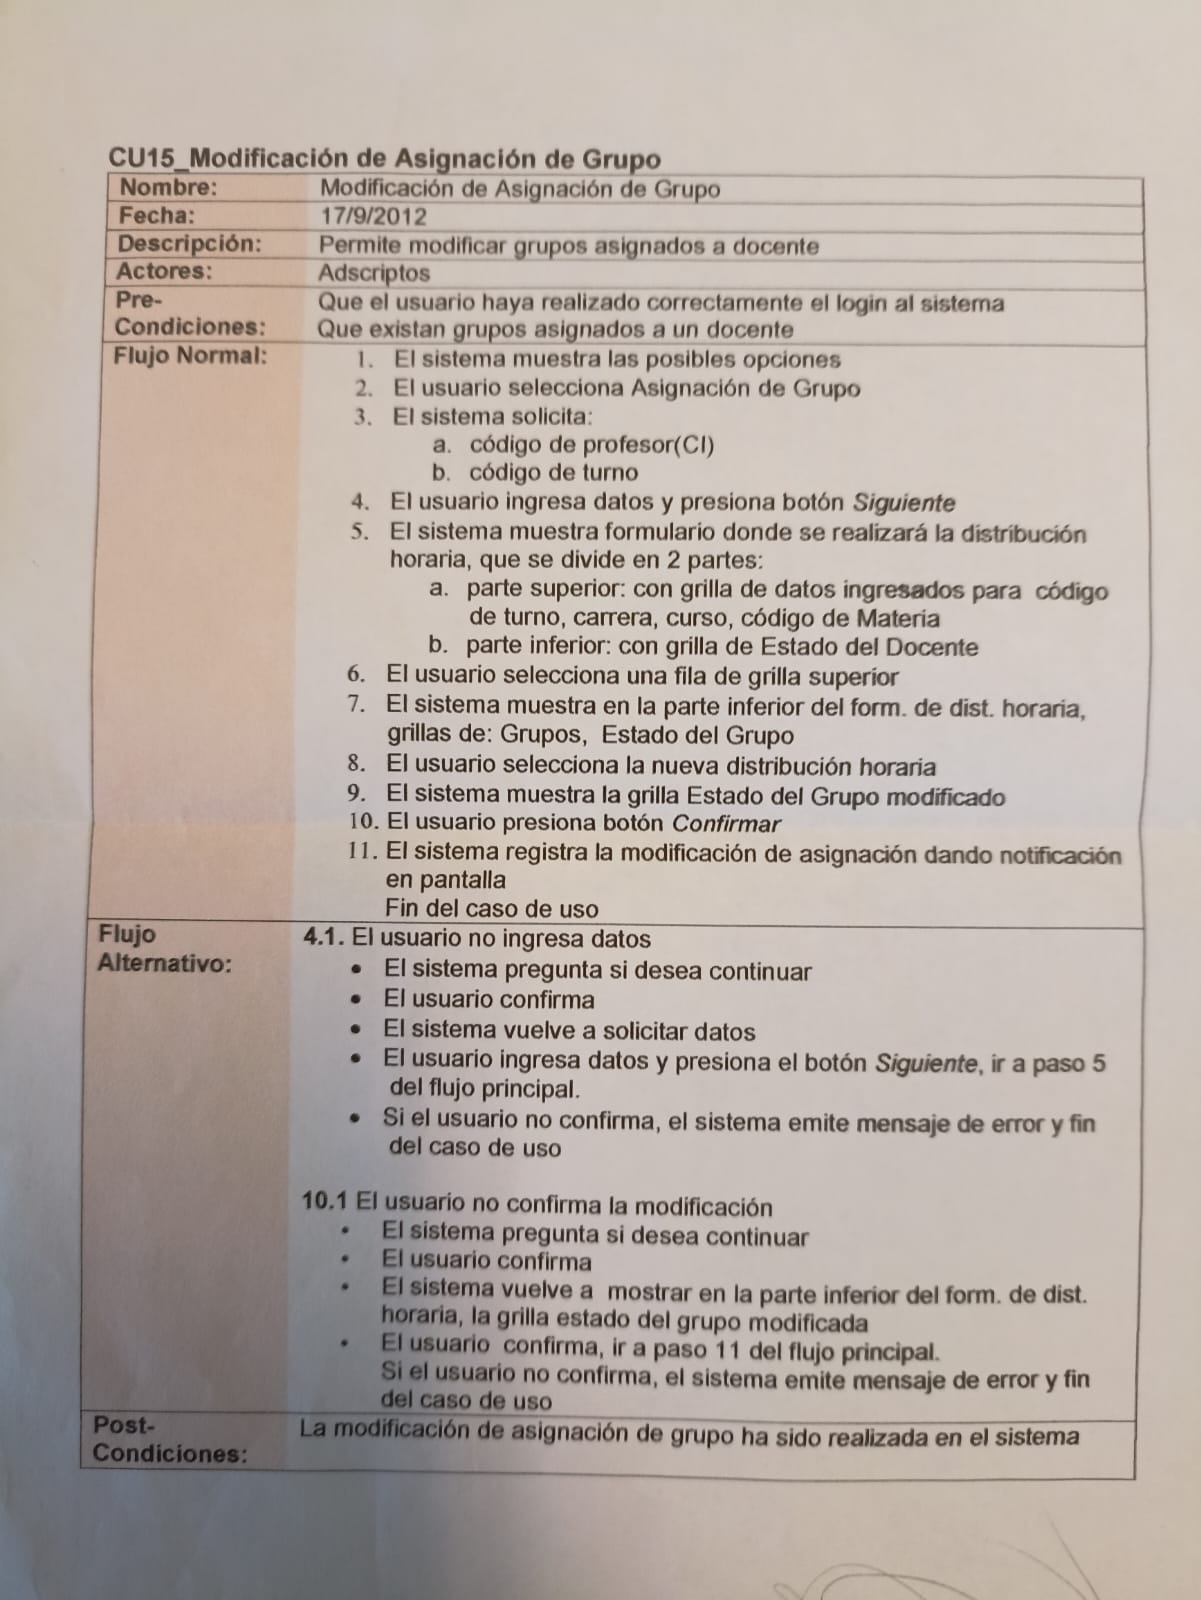 CU15_Modificación de Asignación de Grupo
Nombre: Modificación de Asignación de Grupo
Fecha: 17/9/2012
Descripción: Permite modificar grupos asignados a docente
Actores: Adscriptos
Pre- Que el usuario haya realizado correctamente el login al sistema
Condiciones: Que existan grupos asignados a un docente
Flujo Normal: 1. El sistema muestra las posibles opciones
2. El usuario selecciona Asignación de Grupo
3. El sistema solicita:
a. código de profesor(CI)
b. código de turno
4. El usuario ingresa datos y presiona botón Siguiente
5. El sistema muestra formulario donde se realizará la distribución
horaria, que se divide en 2 partes:
a. parte superior: con grilla de datos ingresados para código
de turno, carrera, curso, código de Materia
b. parte inferior: con grilla de Estado del Docente
6. El usuario selecciona una fila de grilla superior
7. El sistema muestra en la parte inferior del form. de dist. horaria,
grillas de: Grupos, Estado del Grupo
8. El usuario selecciona la nueva distribución horaria
9. El sistema muestra la grilla Estado del Grupo modificado
10. El usuario presiona botón Confirmar
11. El sistema registra la modificación de asignación dando notificación
en pantalla
Fin del caso de uso
Flujo 4.1. El usuario no ingresa datos
Alternativo: • El sistema pregunta si desea continuar
• El usuario confirma
• El sistema vuelve a solicitar datos
• El usuario ingresa datos y presiona el botón Siguiente, ir a paso 5
del flujo principal.
• Si el usuario no confirma, el sistema emite mensaje de error y fin
del caso de uso
10.1 El usuario no confirma la modificación
• El sistema pregunta si desea continuar
• El usuario confirma
• El sistema vuelve a mostrar en la parte inferior del form. de dist.
horaria, la grilla estado del grupo modificada
• El usuario confirma, ir a paso 11 del flujo principal.
Si el usuario no confirma, el sistema emite mensaje de error y fin
del caso de uso
Post- La modificación de asignación de grupo ha sido realizada en el sistema
Condiciones: